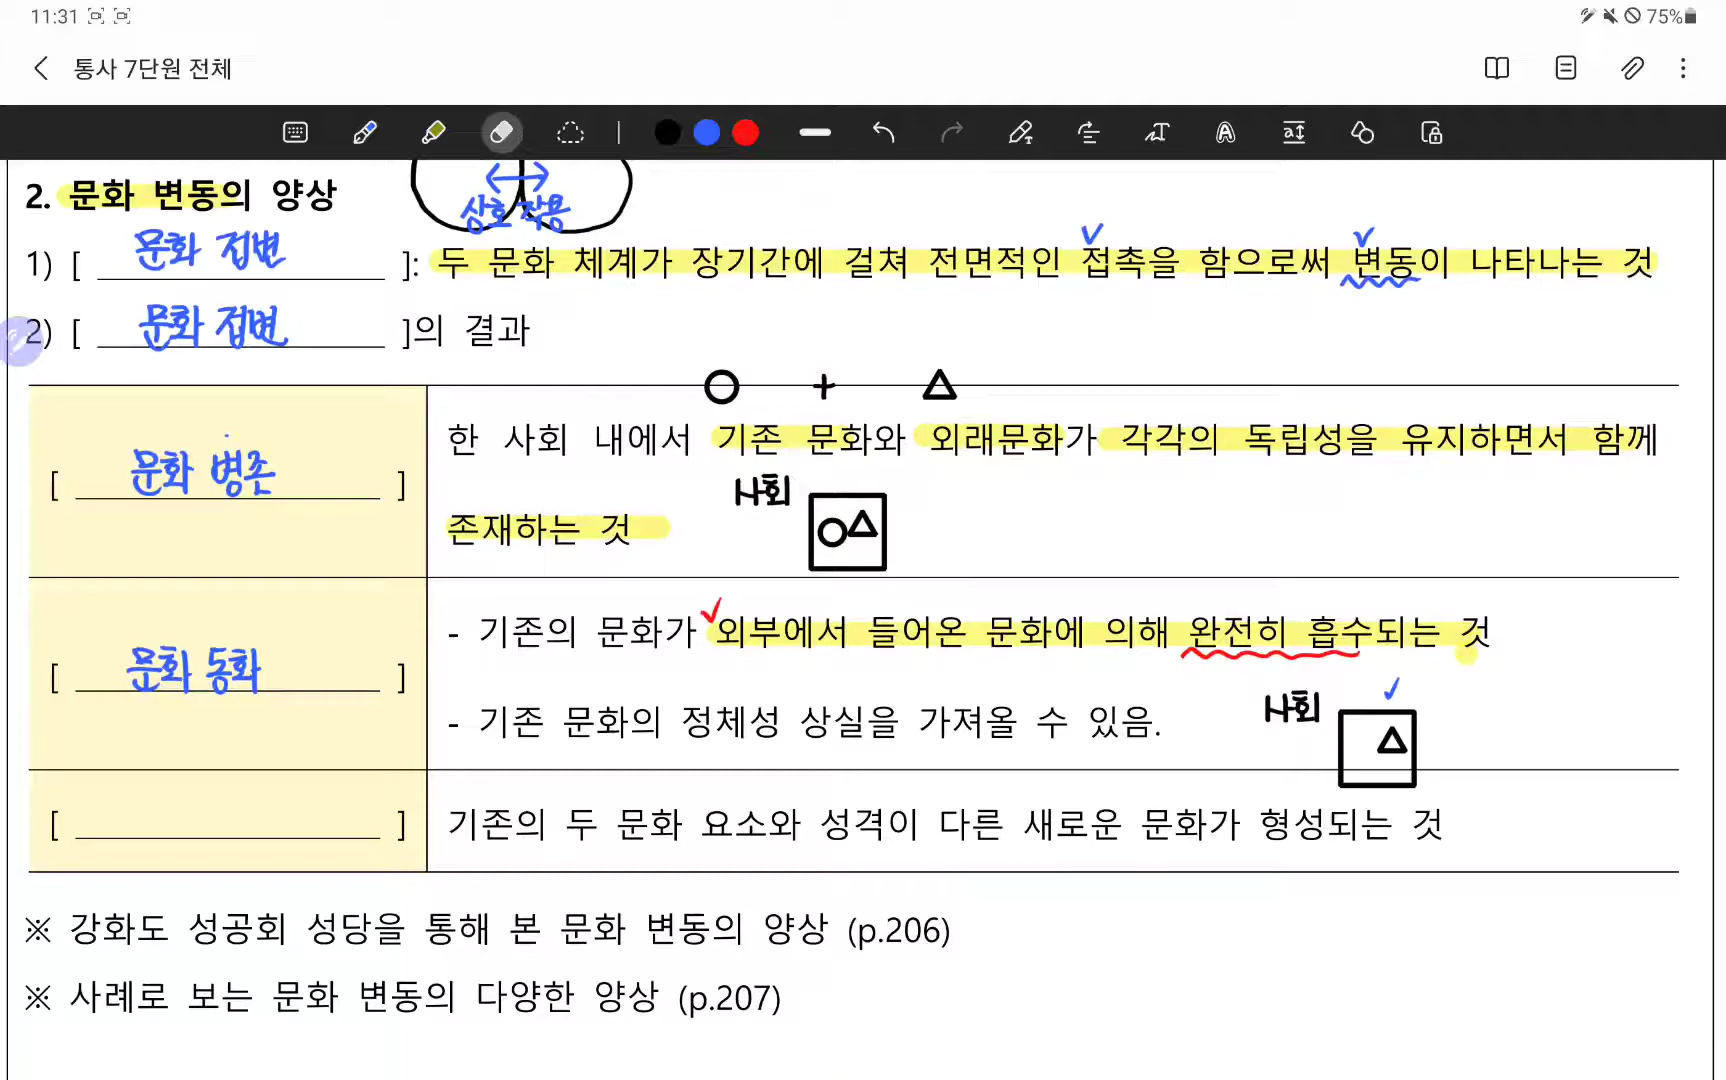 11:31 75%
통사 7단원 전체
상호 작용
2. 문화 변동의 양상
1) [ 문화 접변 ]: 두 문화 체계가 장기간에 걸쳐 전면적인 접촉을 함으로써 변동이 나타나는 것
2) [ 문화 접변 ]의 결과
○ + △
[ 문화 병존 ] 한 사회 내에서 기존 문화와 외래문화가 각각의 독립성을 유지하면서 함께
존재하는 것
사회
[ 문화 동화 ] - 기존의 문화가 외부에서 들어온 문화에 의해 완전히 흡수되는 것
- 기존 문화의 정체성 상실을 가져올 수 있음.
사회
[ ] 기존의 두 문화 요소와 성격이 다른 새로운 문화가 형성되는 것
※ 강화도 성공회 성당을 통해 본 문화 변동의 양상 (p.206)
※ 사례로 보는 문화 변동의 다양한 양상 (p.207)